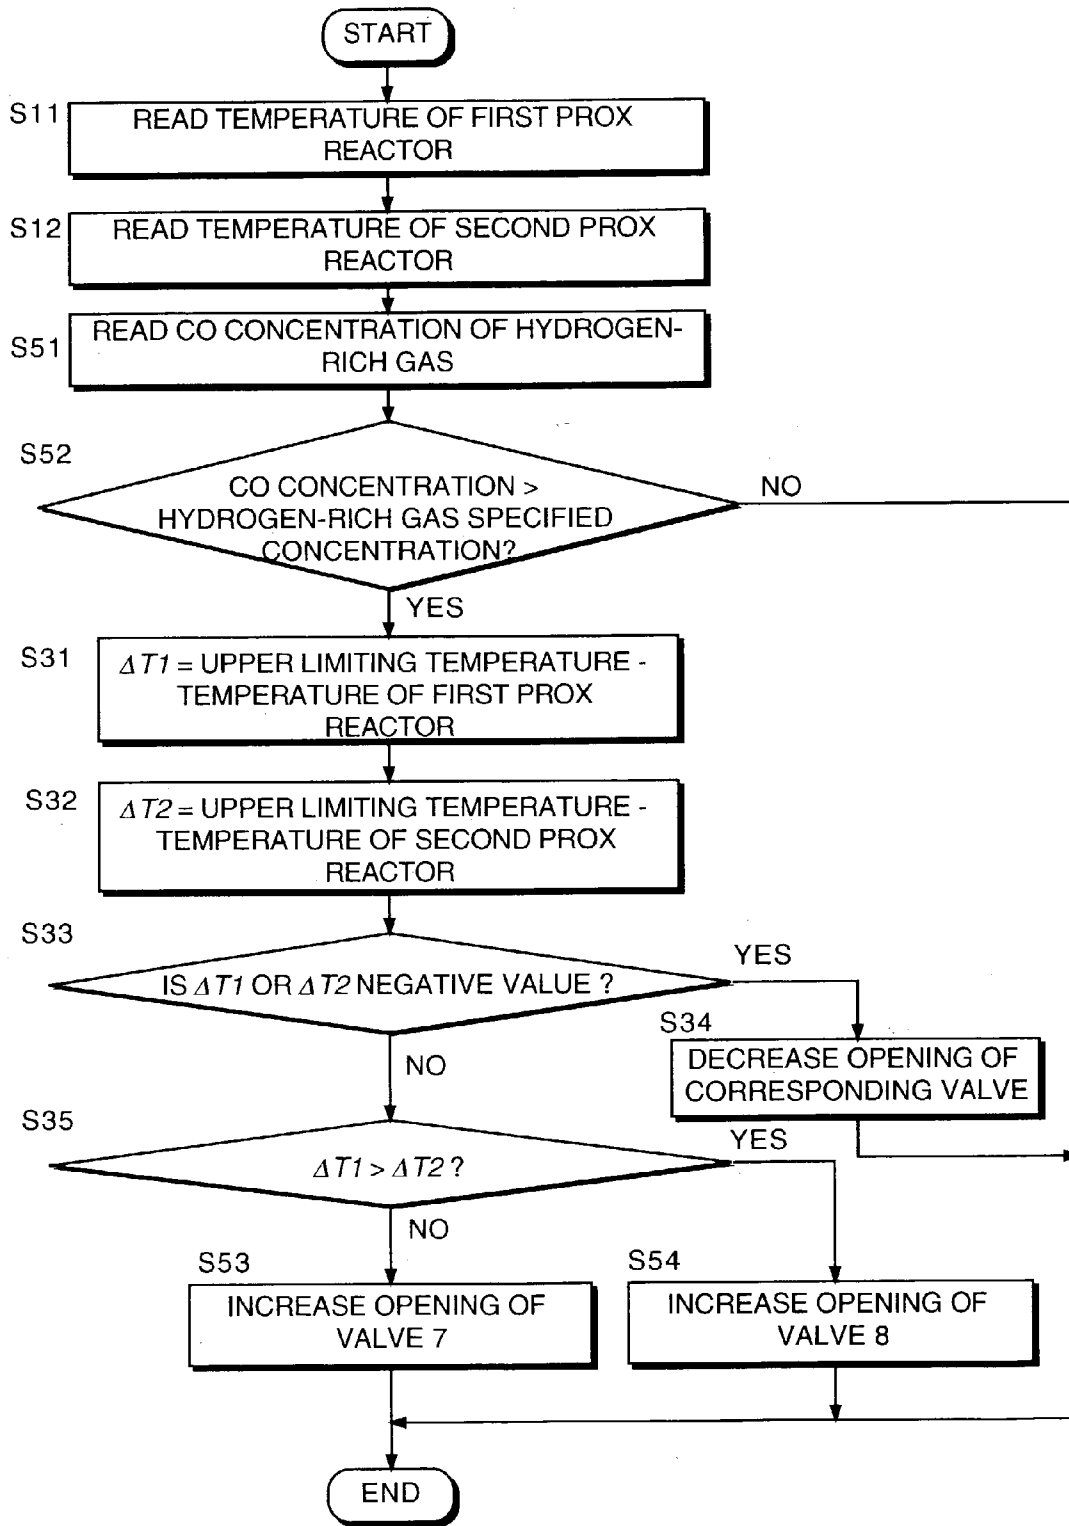 START
S11
READ TEMPERATURE OF FIRST PROX
REACTOR
S12
READ TEMPERATURE OF SECOND PROX
REACTOR
S51
READ CO CONCENTRATION OF HYDROGEN-
RICH GAS
S52
CO CONCENTRATION >
HYDROGEN-RICH GAS SPECIFIED
CONCENTRATION?
NO
YES
S31
ΔT1 = UPPER LIMITING TEMPERATURE -
TEMPERATURE OF FIRST PROX
REACTOR
S32
ΔT2 = UPPER LIMITING TEMPERATURE -
TEMPERATURE OF SECOND PROX
REACTOR
S33
IS ΔT1 OR ΔT2 NEGATIVE VALUE ?
YES
S34
DECREASE OPENING OF
CORRESPONDING VALVE
NO
S35
ΔT1 > ΔT2 ?
YES
NO
S53
INCREASE OPENING OF
VALVE 7
S54
INCREASE OPENING OF
VALVE 8
END